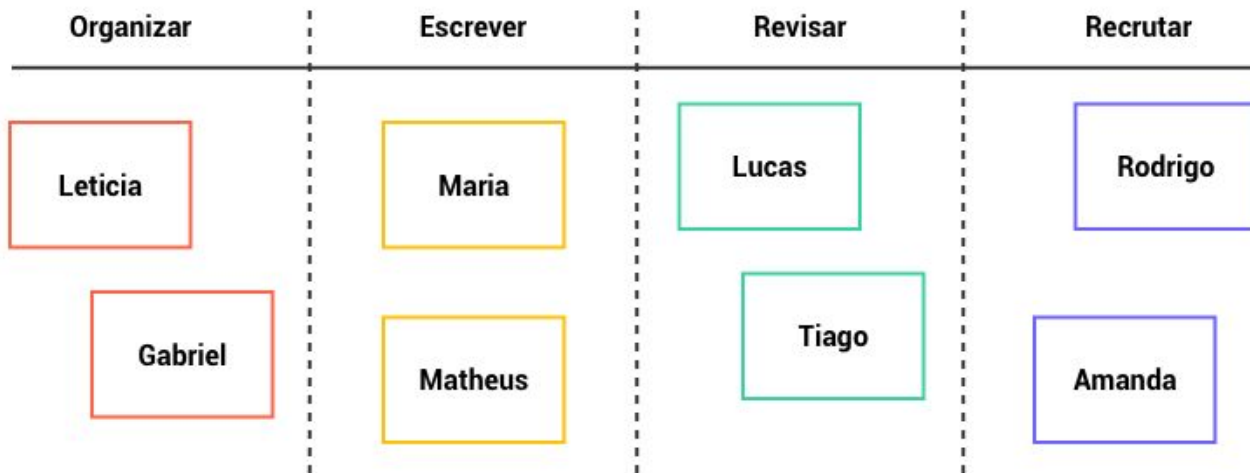 Organizar
Escrever
Revisar
Recrutar
Leticia
Maria
Lucas
Rodrigo
Gabriel
Matheus
Tiago
Amanda